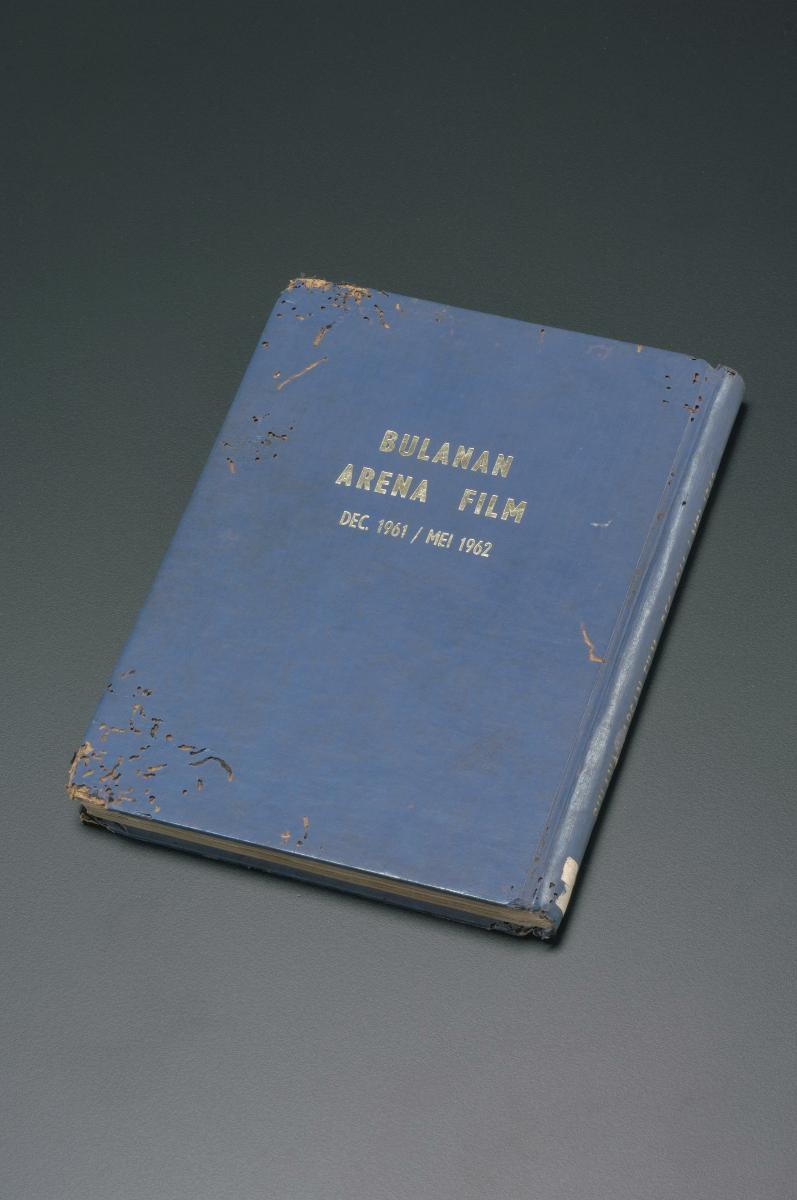 BULANAN
ARENA FILM
DEC. 1961 / MEI 1962